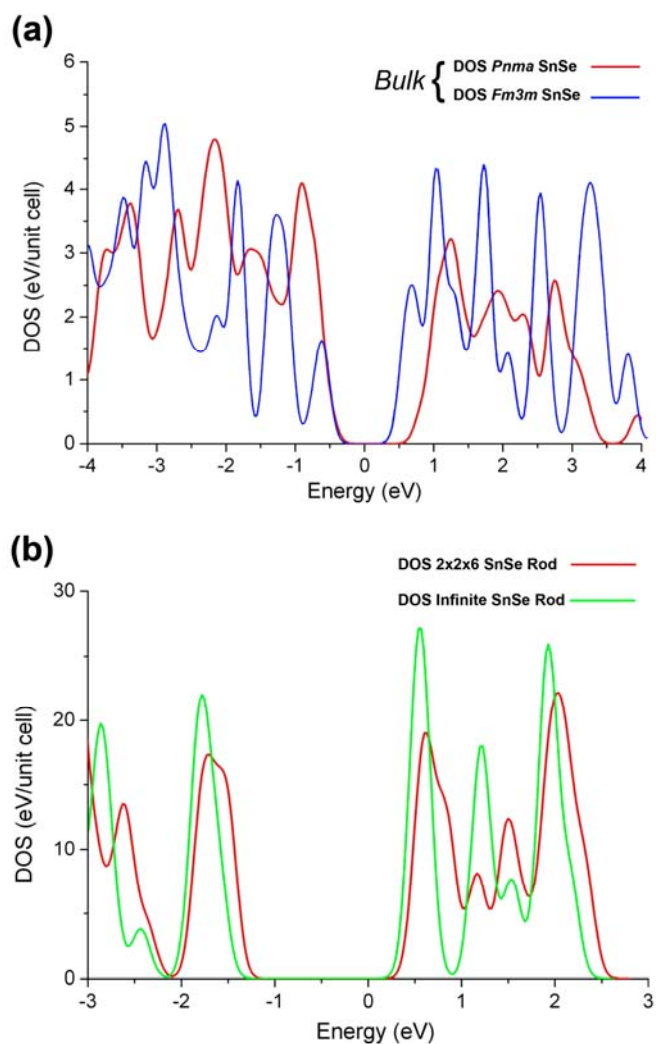 (a)
Bulk { DOS Pnma SnSe
DOS Fm3m SnSe
DOS (eV/unit cell)
6
5
4
3
2
1
0
-4 -3 -2 -1 0 1 2 3 4
Energy (eV)
(b)
DOS 2x2x6 SnSe Rod
DOS Infinite SnSe Rod
DOS (eV/unit cell)
30
20
10
0
-3 -2 -1 0 1 2 3
Energy (eV)